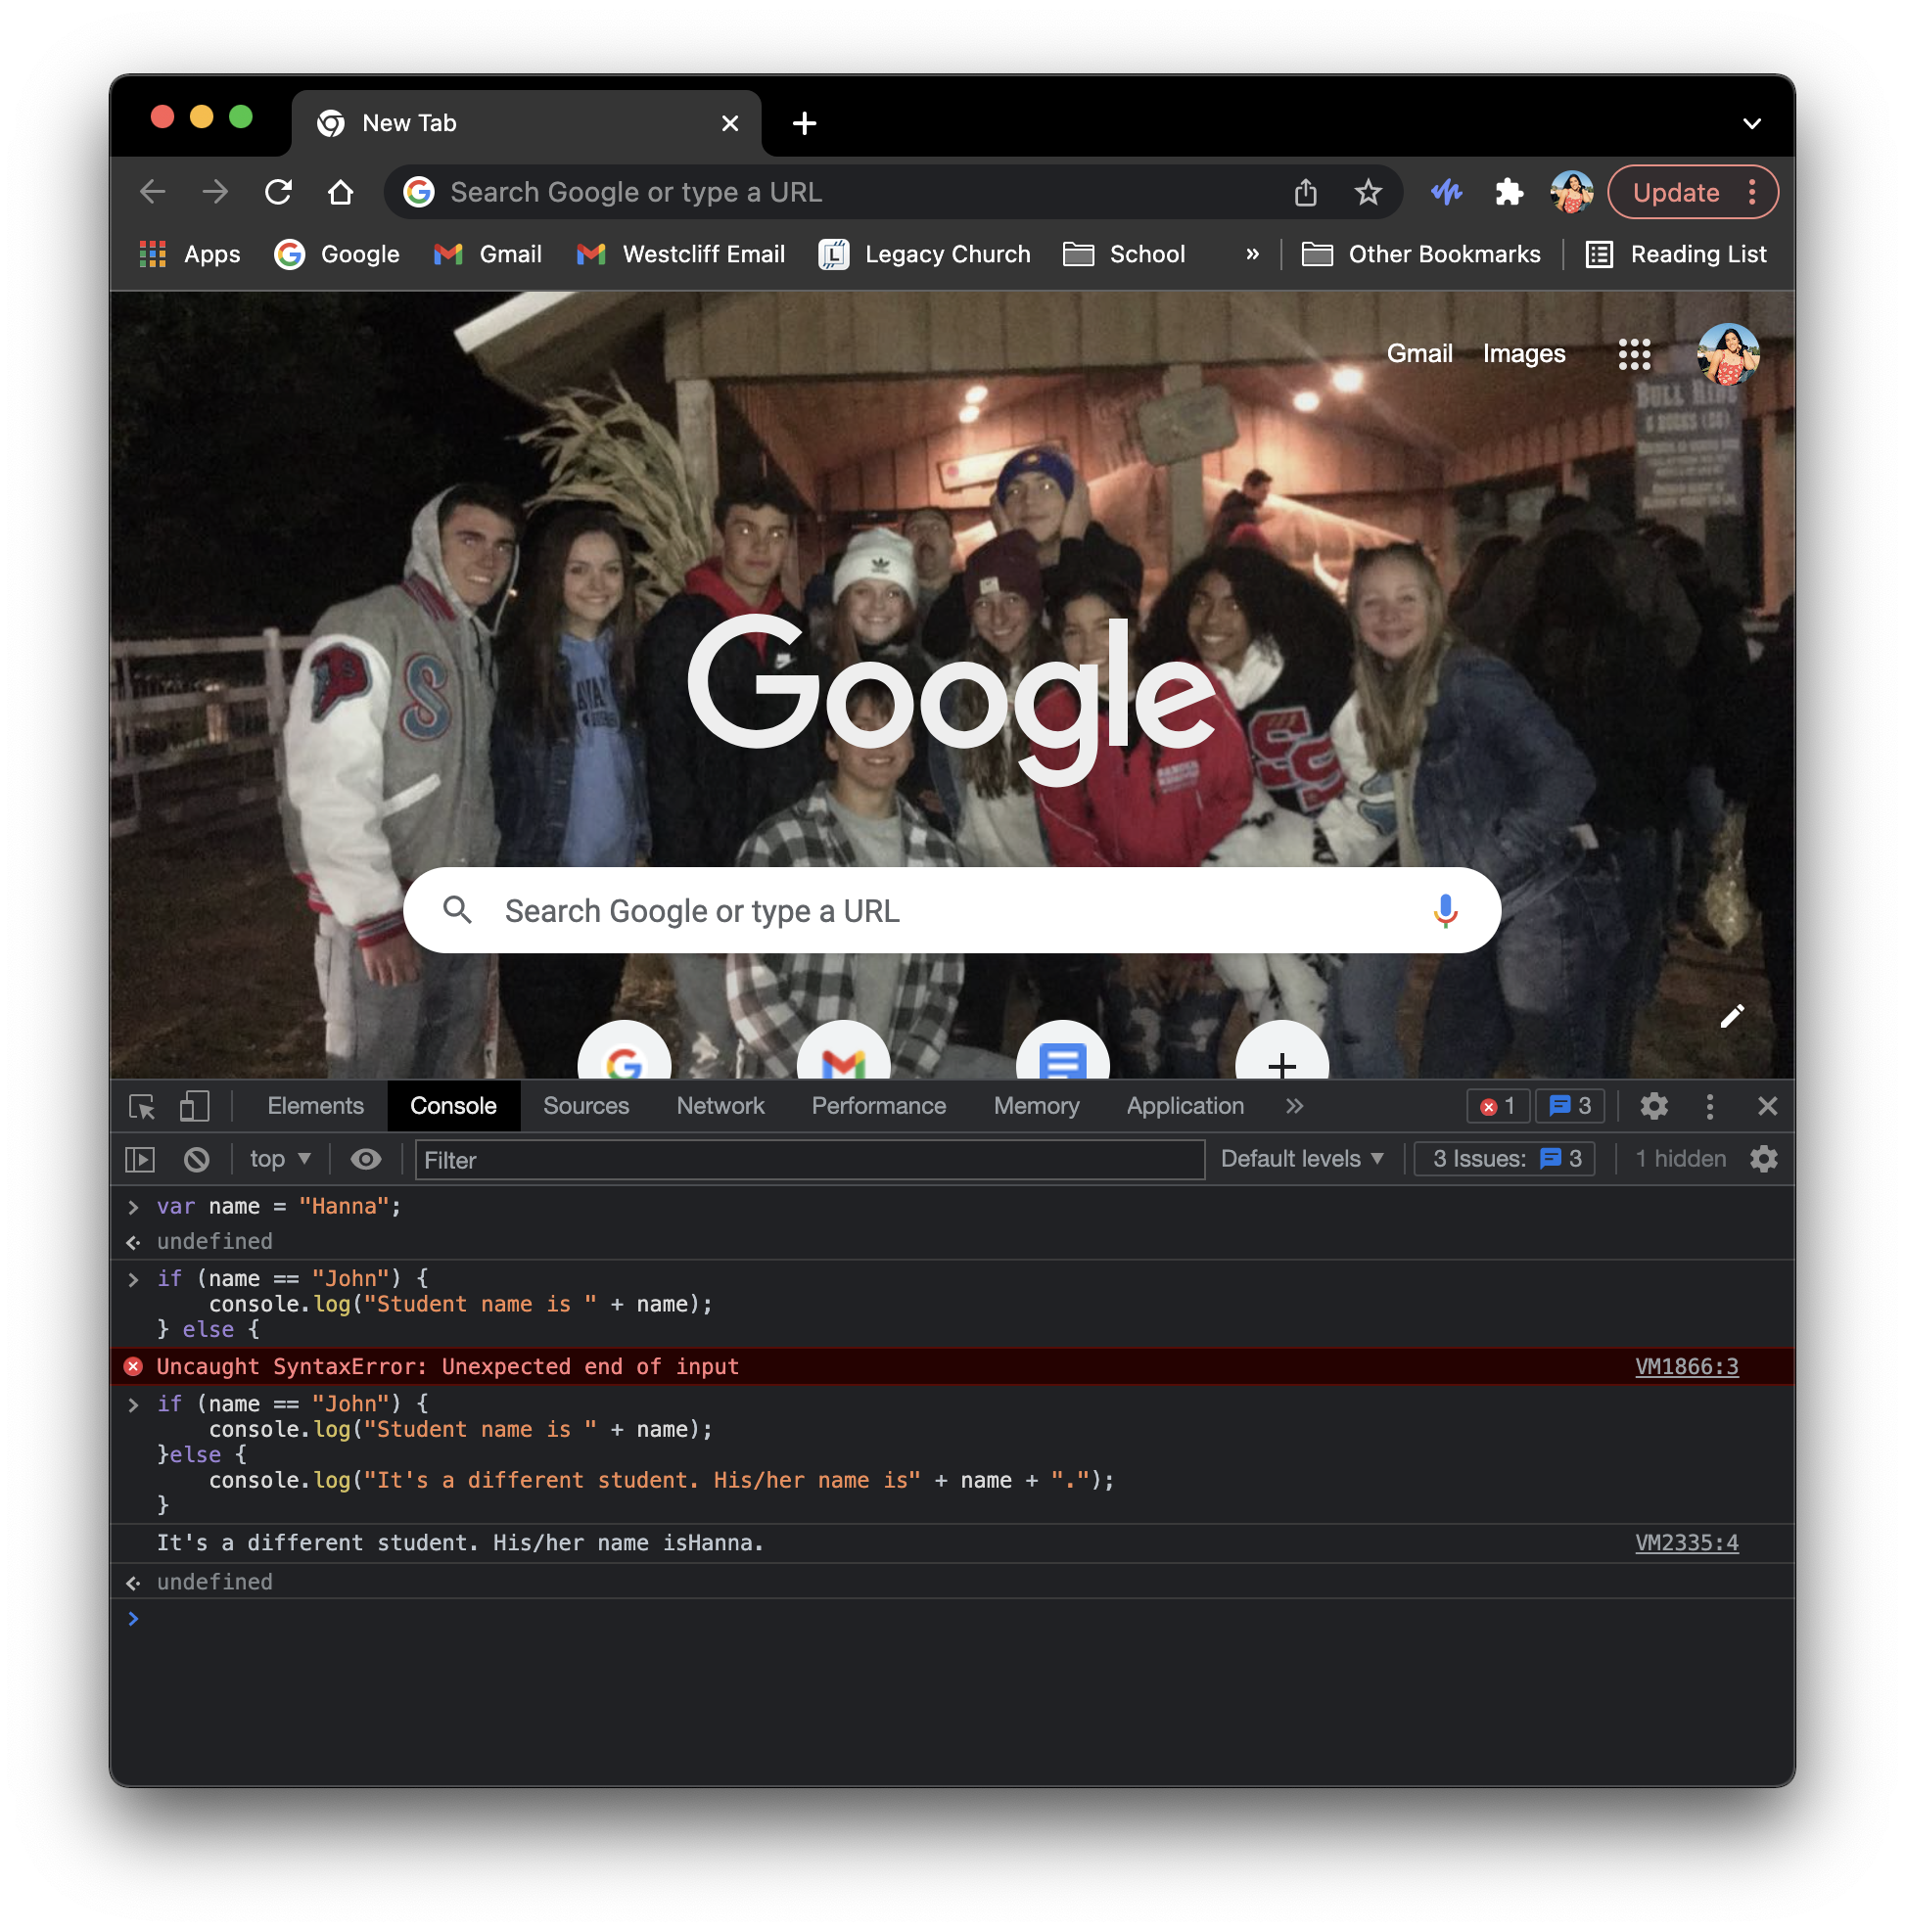 New Tab
Search Google or type a URL
Update
Apps Google Gmail Westcliff Email Legacy Church School » Other Bookmarks Reading List
Gmail Images
BULL RIDE
S
Google
Search Google or type a URL
Elements Console Sources Network Performance Memory Application » 1 3
top Filter Default levels 3 Issues: 3 1 hidden
var name = "Hanna";
undefined
if (name == "John") {
    console.log("Student name is " + name);
} else {
Uncaught SyntaxError: Unexpected end of input VM1866:3
if (name == "John") {
    console.log("Student name is " + name);
}else {
    console.log("It's a different student. His/her name is" + name + ".");
}
It's a different student. His/her name isHanna. VM2335:4
undefined